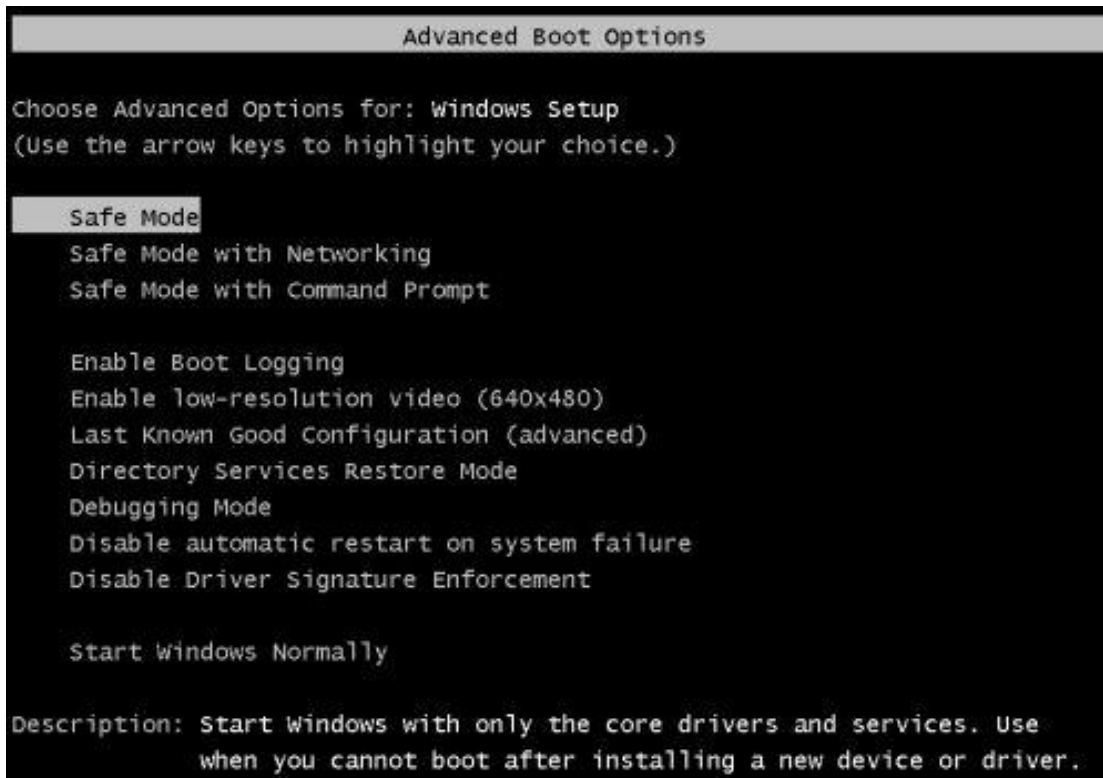 Advanced Boot Options
Choose Advanced Options for: Windows Setup
(Use the arrow keys to highlight your choice.)
Safe Mode
Safe Mode with Networking
Safe Mode with Command Prompt
Enable Boot Logging
Enable low-resolution video (640x480)
Last Known Good Configuration (advanced)
Directory Services Restore Mode
Debugging Mode
Disable automatic restart on system failure
Disable Driver Signature Enforcement
Start Windows Normally
Description: Start Windows with only the core drivers and services. Use
when you cannot boot after installing a new device or driver.